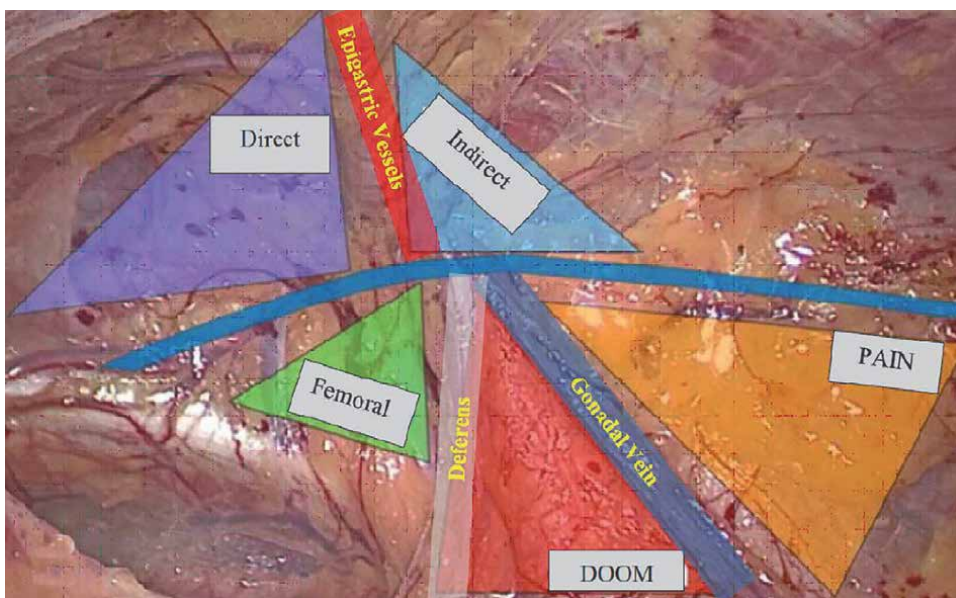 Epigastric Vessels
Direct
Indirect
PAIN
Femoral
Deferens
Gonadal Vein
DOOM